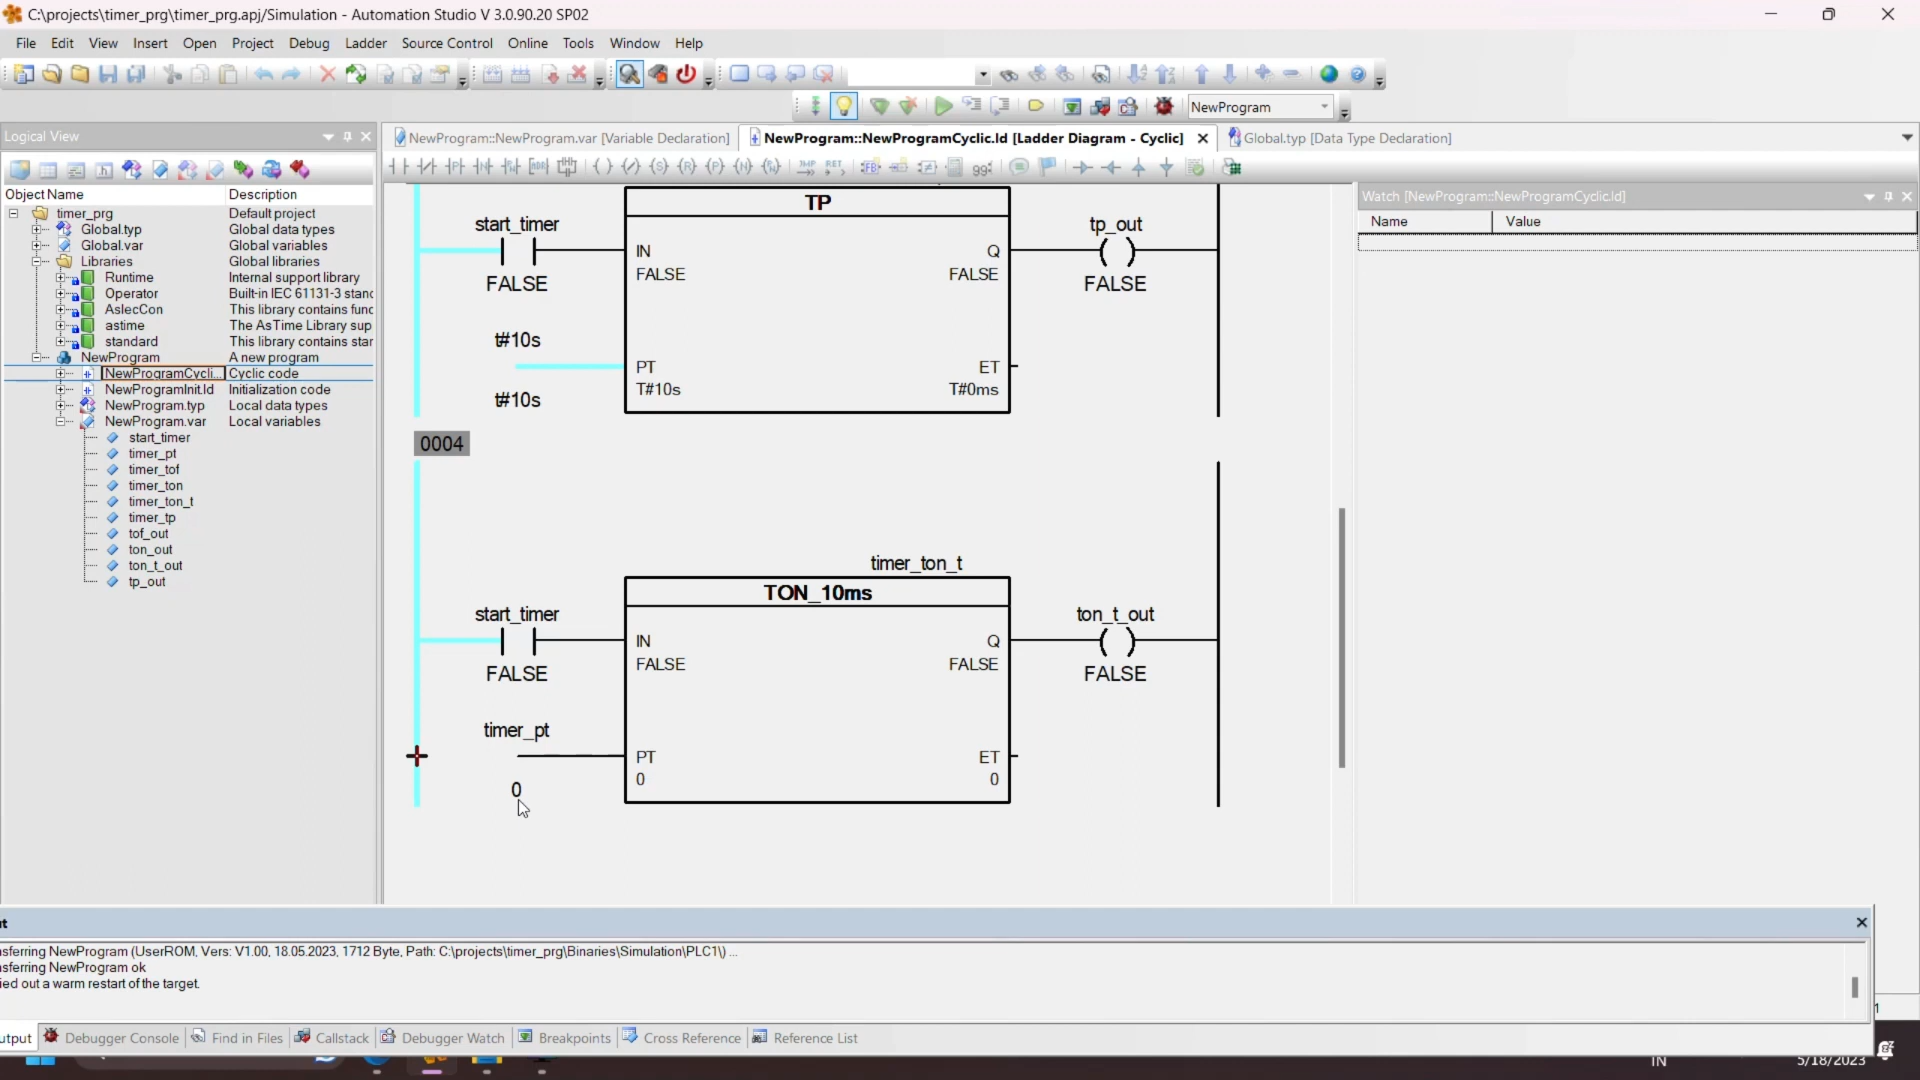 C:\projects\timer_prg\timer_prg.apj/Simulation - Automation Studio V 3.0.90.20 SP02
File Edit View Insert Open Project Debug Ladder Source Control Online Tools Window Help
NewProgram
Logical View
NewProgram::NewProgram.var [Variable Declaration]
NewProgram::NewProgramCyclic.ld [Ladder Diagram - Cyclic]
Global.typ [Data Type Declaration]
Object Name Description
timer_prg Default project
Global.typ Global data types
Global.var Global variables
Libraries Global libraries
Runtime Internal support library
Operator Built-in IEC 61131-3 stanc
AslecCon This library contains func
astime The AsTime Library sup
standard This library contains star
NewProgram A new program
NewProgramCycli... Cyclic code
NewProgramInit.ld Initialization code
NewProgram.typ Local data types
NewProgram.var Local variables
start_timer
timer_pt
timer_tof
timer_ton
timer_ton_t
timer_tp
tof_out
ton_out
ton_t_out
tp_out
TP
start_timer
tp_out
IN
Q
FALSE
FALSE
FALSE
FALSE
t#10s
PT
ET
T#10s
T#0ms
t#10s
0004
timer_ton_t
TON_10ms
start_timer
ton_t_out
IN
Q
FALSE
FALSE
FALSE
FALSE
timer_pt
PT
ET
0
0
0
Watch [NewProgram::NewProgramCyclic.ld]
Name Value
ut
nsferring NewProgram (UserROM, Vers: V1.00, 18.05.2023, 1712 Byte, Path: C:\projects\timer_prg\Binaries\Simulation\PLC1\) ...
nsferring NewProgram ok
ied out a warm restart of the target.
1
utput Debugger Console Find in Files Callstack Debugger Watch Breakpoints Cross Reference Reference List
IN
5/18/2023